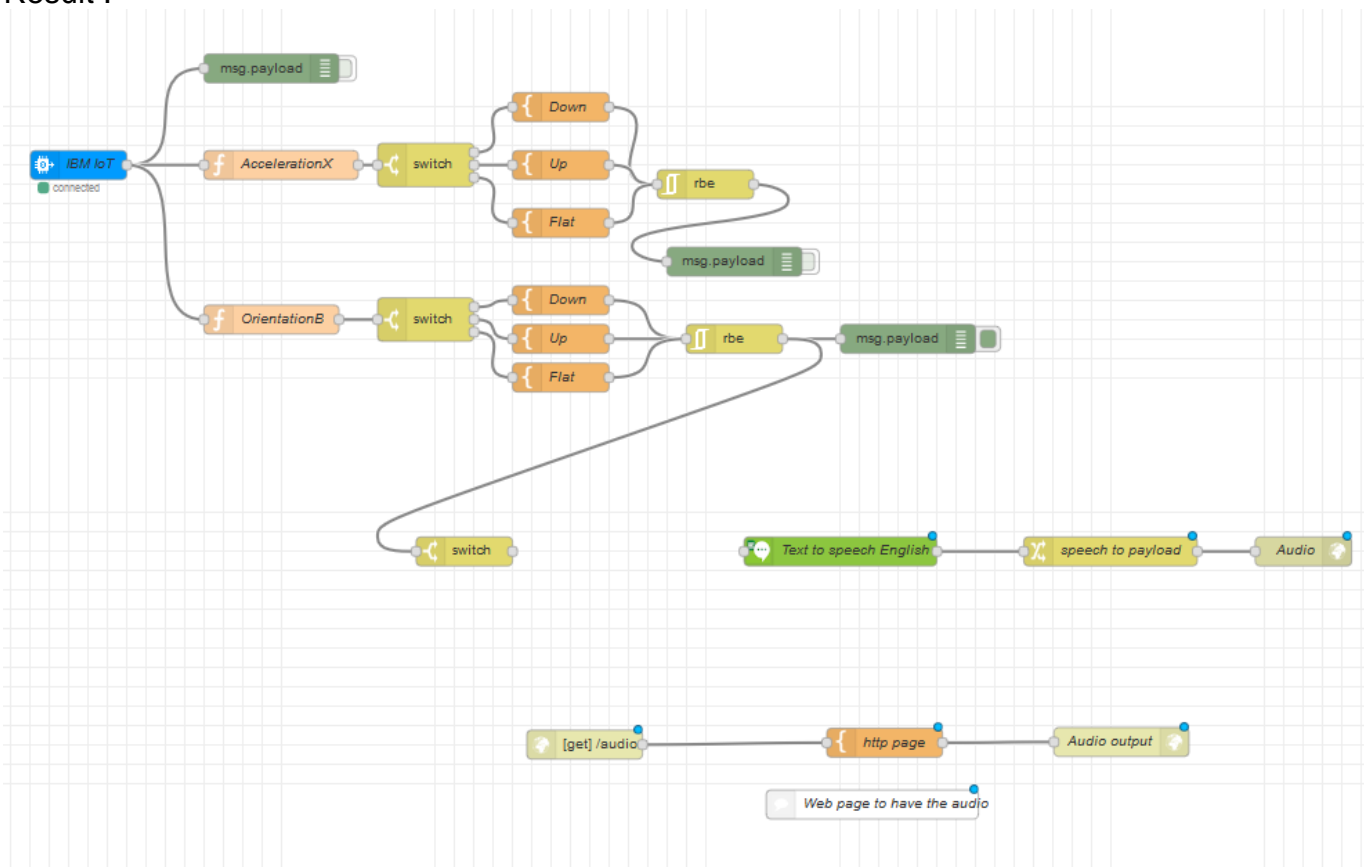 msg.payload
Down
IBM IoT
AccelerationX
switch
Up
rbe
connected
Flat
msg.payload
OrientationB
switch
Down
Up
rbe
msg.payload
Flat
switch
Text to speech English
speech to payload
Audio
[get] /audio
http page
Audio output
Web page to have the audio